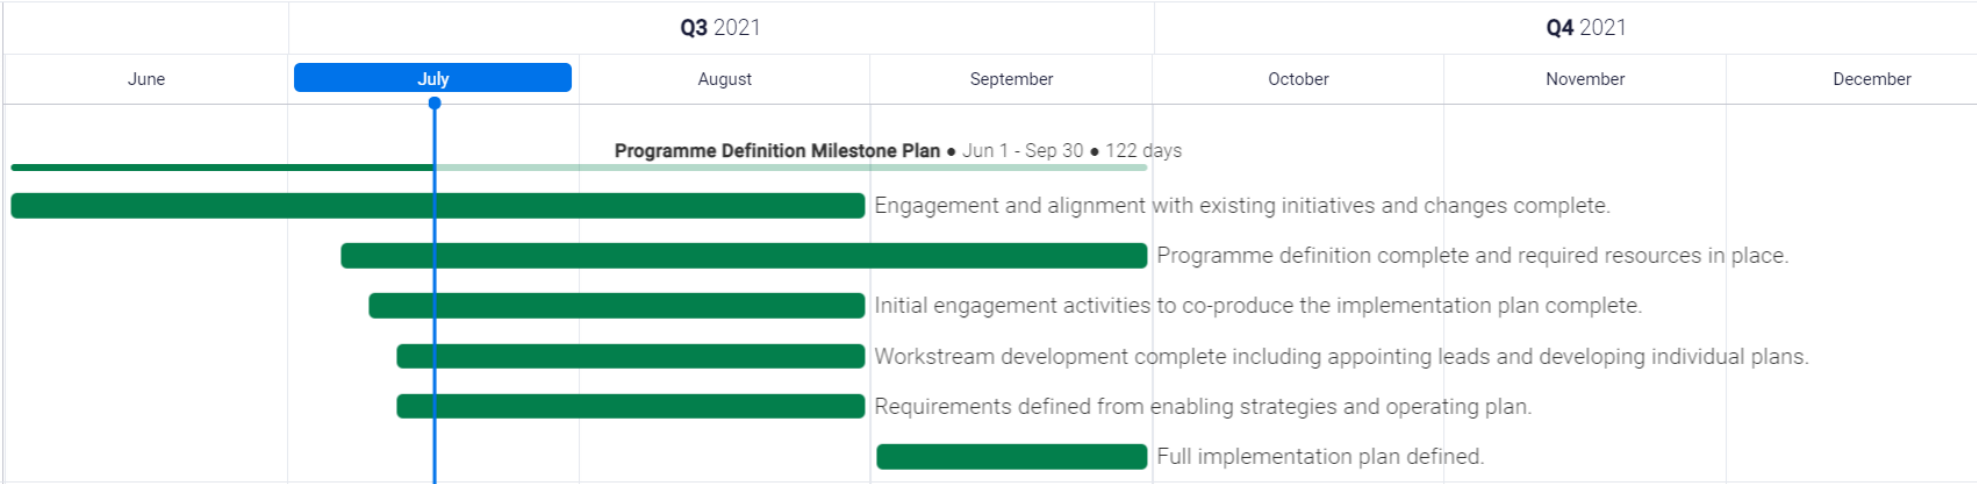 Q3 2021 Q4 2021
June July August September October November December
Programme Definition Milestone Plan ● Jun 1 - Sep 30 ● 122 days
Engagement and alignment with existing initiatives and changes complete.
Programme definition complete and required resources in place.
Initial engagement activities to co-produce the implementation plan complete.
Workstream development complete including appointing leads and developing individual plans.
Requirements defined from enabling strategies and operating plan.
Full implementation plan defined.